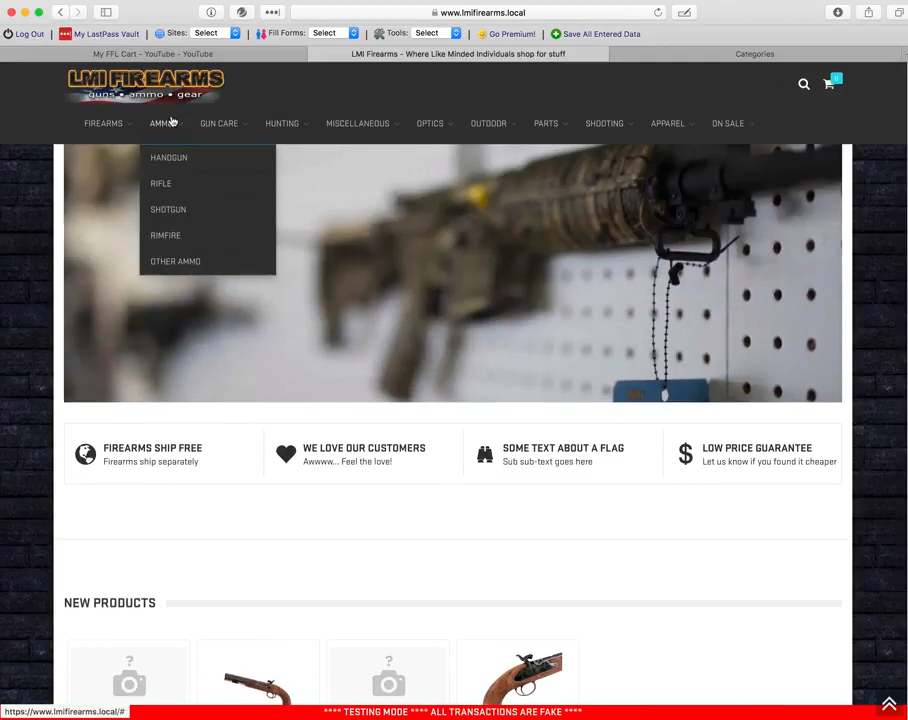 www.lmifirearms.local
Log Out My LastPass Vault Sites: Select Fill Forms: Select Tools: Select Go Premium! Save All Entered Data
My FFL Cart - YouTube - YouTube LMI Firearms - Where Like Minded Individuals shop for stuff Categories
LMI FIREARMS
guns • ammo • gear
0
FIREARMS AMMO GUN CARE HUNTING MISCELLANEOUS OPTICS OUTDOOR PARTS SHOOTING APPAREL ON SALE
HANDGUN
RIFLE
SHOTGUN
RIMFIRE
OTHER AMMO
FIREARMS SHIP FREE WE LOVE OUR CUSTOMERS SOME TEXT ABOUT A FLAG LOW PRICE GUARANTEE
Firearms ship separately Awwww... Feel the love! Sub sub-text goes here Let us know if you found it cheaper
NEW PRODUCTS
? ?
https://www.lmifirearms.local/# **** TESTING MODE **** ALL TRANSACTIONS ARE FAKE ****